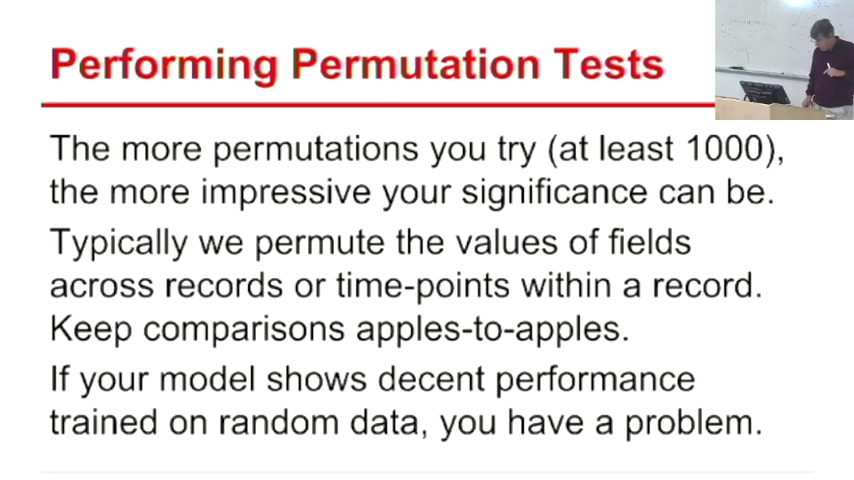 Performing Permutation Tests
The more permutations you try (at least 1000),
the more impressive your significance can be.
Typically we permute the values of fields
across records or time-points within a record.
Keep comparisons apples-to-apples.
If your model shows decent performance
trained on random data, you have a problem.